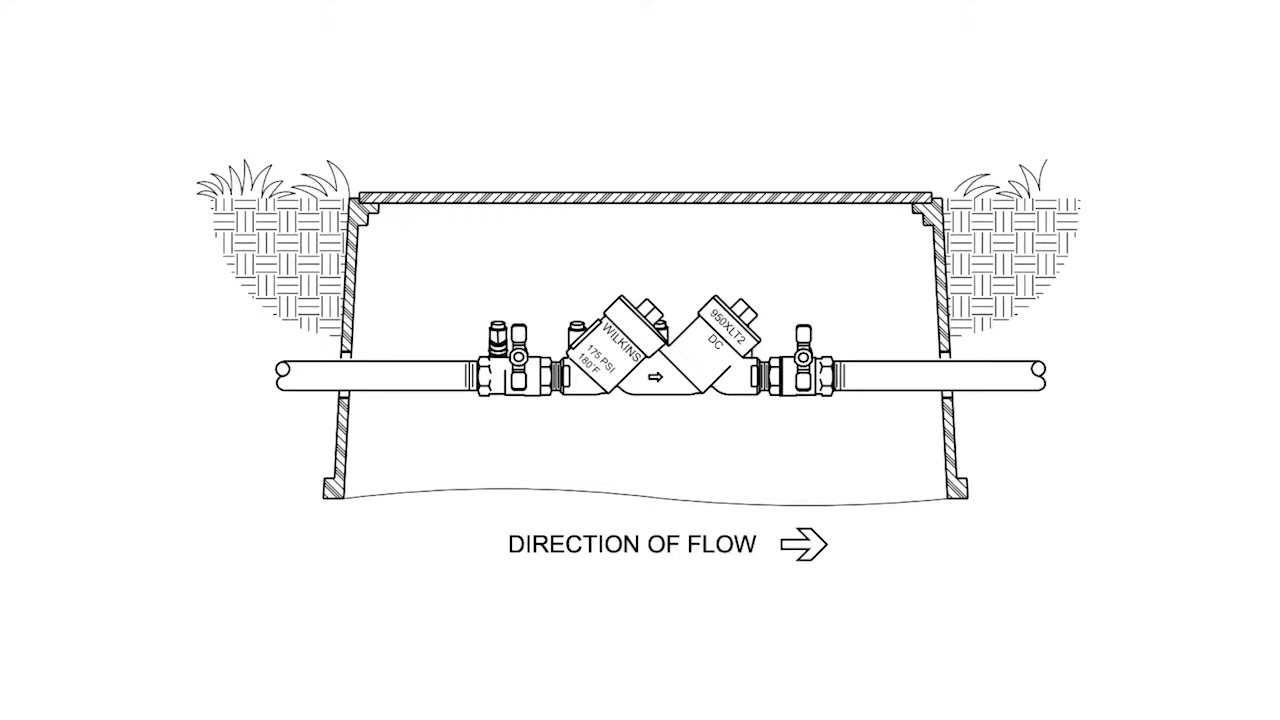 WILKINS
175 PSI
180°F
950XLT2
DC
DIRECTION OF FLOW